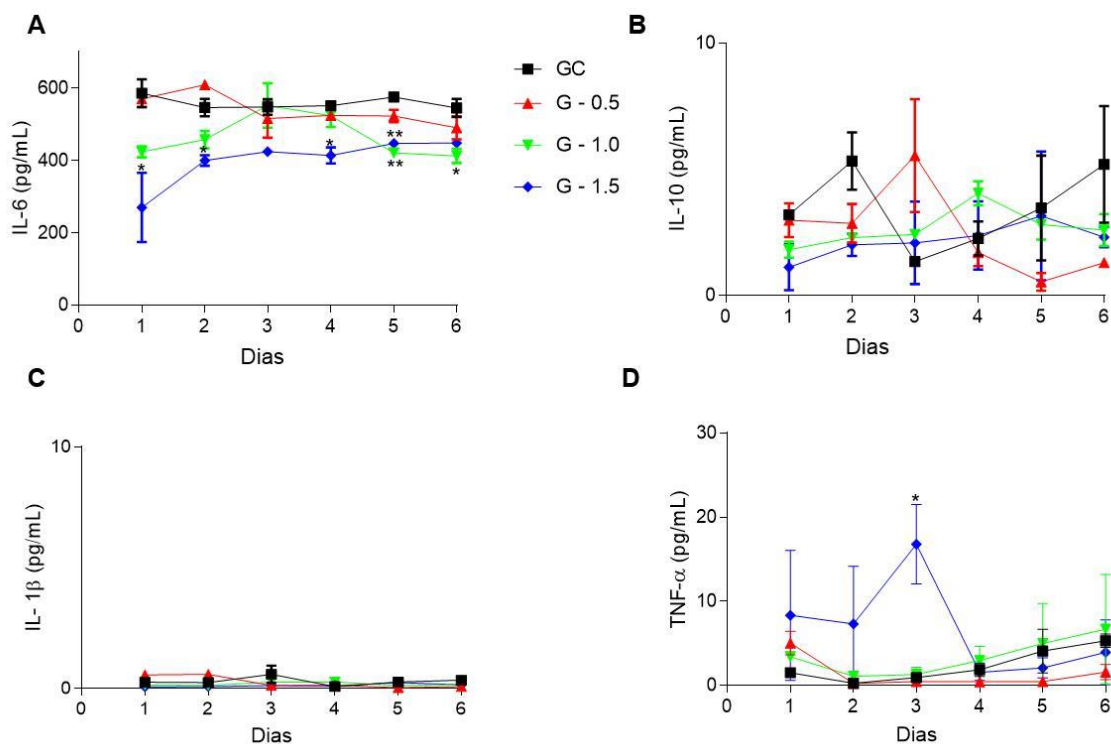 A
IL-6 (pg/mL)
600
400
200
0
* * * ** ** *
0 1 2 3 4 5 6
Dias
GC
G - 0.5
G - 1.0
G - 1.5
B
IL-10 (pg/mL)
10
0
0 1 2 3 4 5 6
Dias
C
IL- 1β (pg/mL)
10
0
0 1 2 3 4 5 6
Dias
D
TNF-α (pg/mL)
30
20
10
0
*
0 1 2 3 4 5 6
Dias